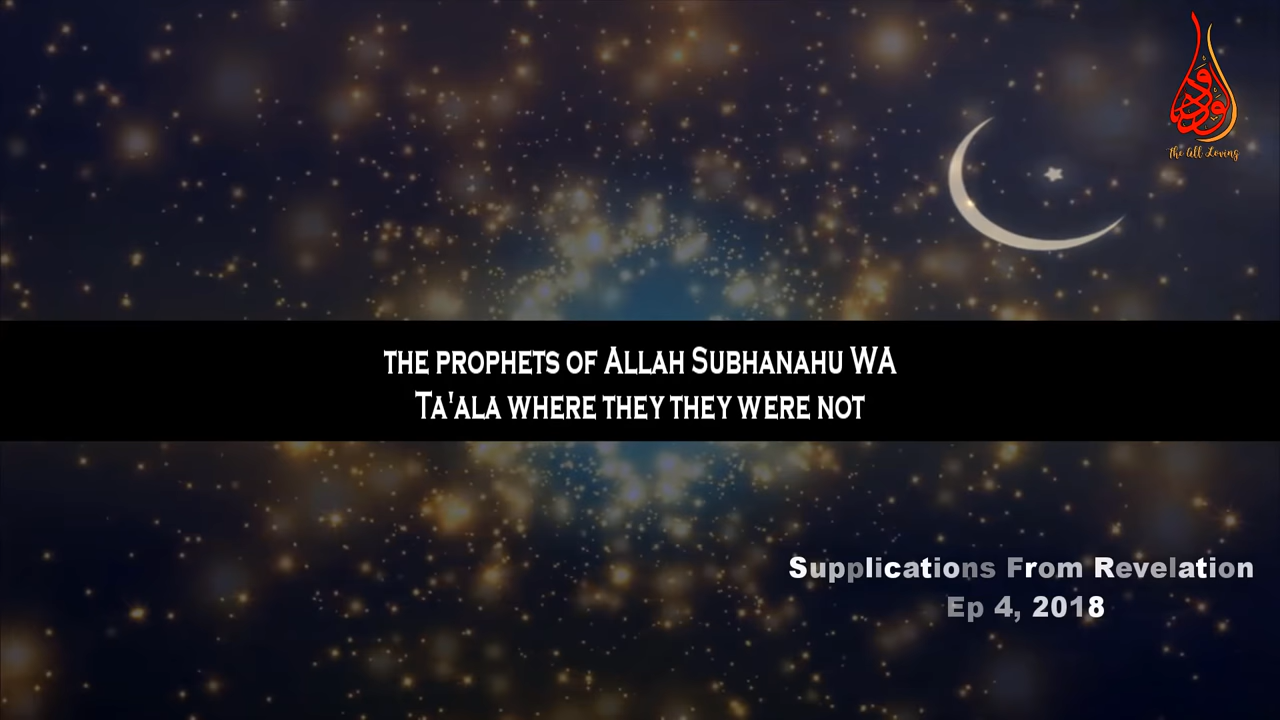 الودود
The All Loving
THE PROPHETS OF ALLAH SUBHANAHU WA
TA'ALA WHERE THEY THEY WERE NOT
Supplications From Revelation
Ep 4, 2018